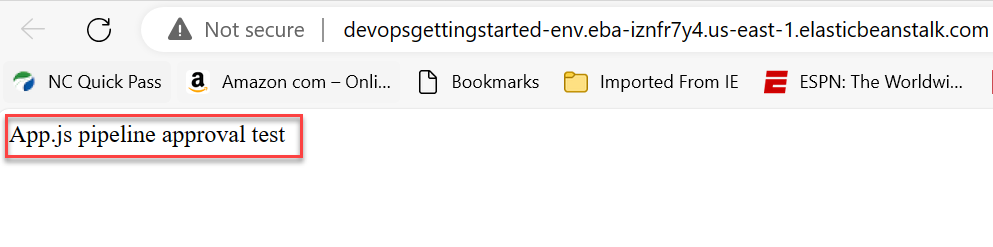 Not secure | devopsgettingstarted-env.eba-iznfr7y4.us-east-1.elasticbeanstalk.com
NC Quick Pass Amazon com – Onli... Bookmarks Imported From IE ESPN: The Worldwi...
App.js pipeline approval test